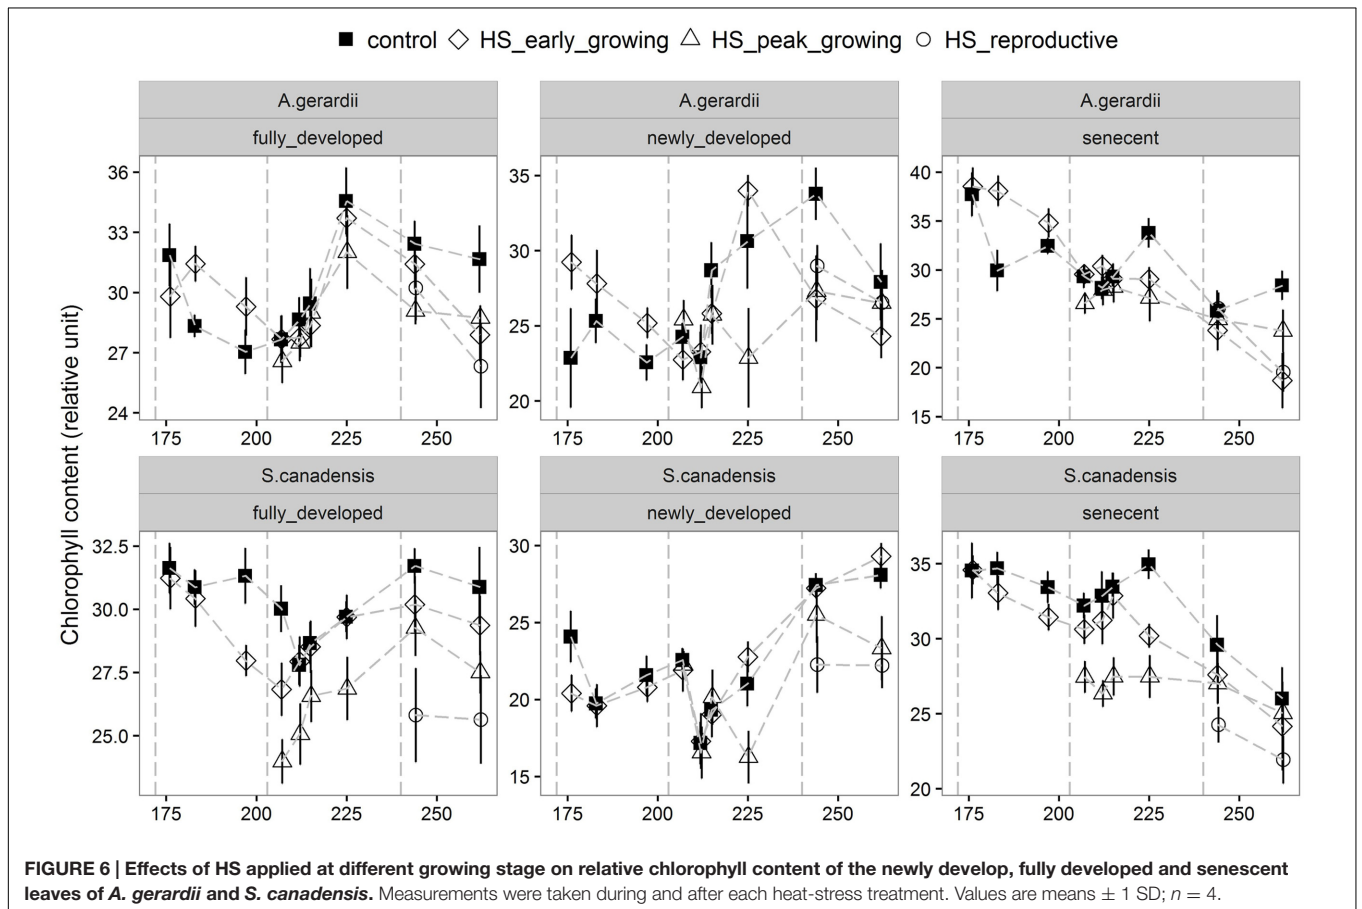 control HS_early_growing HS_peak_growing HS_reproductive
A.gerardii A.gerardii A.gerardii
fully_developed newly_developed senecent
Chlorophyll content (relative unit)
36
33
30
27
24
175 200 225 250
35
30
25
20
175 200 225 250
40
35
30
25
20
15
175 200 225 250
S.canadensis S.canadensis S.canadensis
fully_developed newly_developed senecent
32.5
30.0
27.5
25.0
175 200 225 250
30
25
20
15
175 200 225 250
35
30
25
20
175 200 225 250
FIGURE 6 | Effects of HS applied at different growing stage on relative chlorophyll content of the newly develop, fully developed and senescent
leaves of A. gerardii and S. canadensis. Measurements were taken during and after each heat-stress treatment. Values are means ± 1 SD; n = 4.